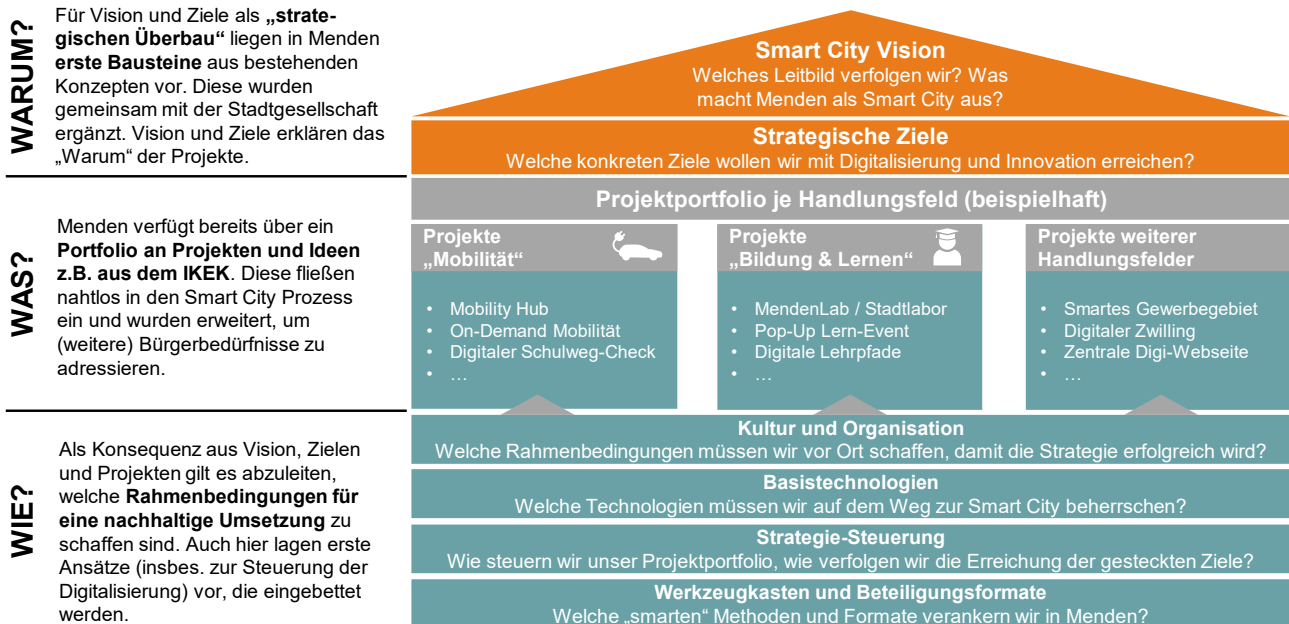 WARUM?
Für Vision und Ziele als „strate-
gischen Überbau“ liegen in Menden
erste Bausteine aus bestehenden
Konzepten vor. Diese wurden
gemeinsam mit der Stadtgesellschaft
ergänzt. Vision und Ziele erklären das
„Warum“ der Projekte.
Smart City Vision
Welches Leitbild verfolgen wir? Was
macht Menden als Smart City aus?
Strategische Ziele
Welche konkreten Ziele wollen wir mit Digitalisierung und Innovation erreichen?
WAS?
Menden verfügt bereits über ein
Portfolio an Projekten und Ideen
z.B. aus dem IKEK. Diese fließen
nahtlos in den Smart City Prozess
ein und wurden erweitert, um
(weitere) Bürgerbedürfnisse zu
adressieren.
Projektportfolio je Handlungsfeld (beispielhaft)
Projekte
„Mobilität“
• Mobility Hub
• On-Demand Mobilität
• Digitaler Schulweg-Check
• …
Projekte
„Bildung & Lernen“
• MendenLab / Stadtlabor
• Pop-Up Lern-Event
• Digitale Lehrpfade
• …
Projekte weiterer
Handlungsfelder
• Smartes Gewerbegebiet
• Digitaler Zwilling
• Zentrale Digi-Webseite
• …
WIE?
Als Konsequenz aus Vision, Zielen
und Projekten gilt es abzuleiten,
welche Rahmenbedingungen für
eine nachhaltige Umsetzung zu
schaffen sind. Auch hier lagen erste
Ansätze (insbes. zur Steuerung der
Digitalisierung) vor, die eingebettet
werden.
Kultur und Organisation
Welche Rahmenbedingungen müssen wir vor Ort schaffen, damit die Strategie erfolgreich wird?
Basistechnologien
Welche Technologien müssen wir auf dem Weg zur Smart City beherrschen?
Strategie-Steuerung
Wie steuern wir unser Projektportfolio, wie verfolgen wir die Erreichung der gesteckten Ziele?
Werkzeugkasten und Beteiligungsformate
Welche „smarten“ Methoden und Formate verankern wir in Menden?